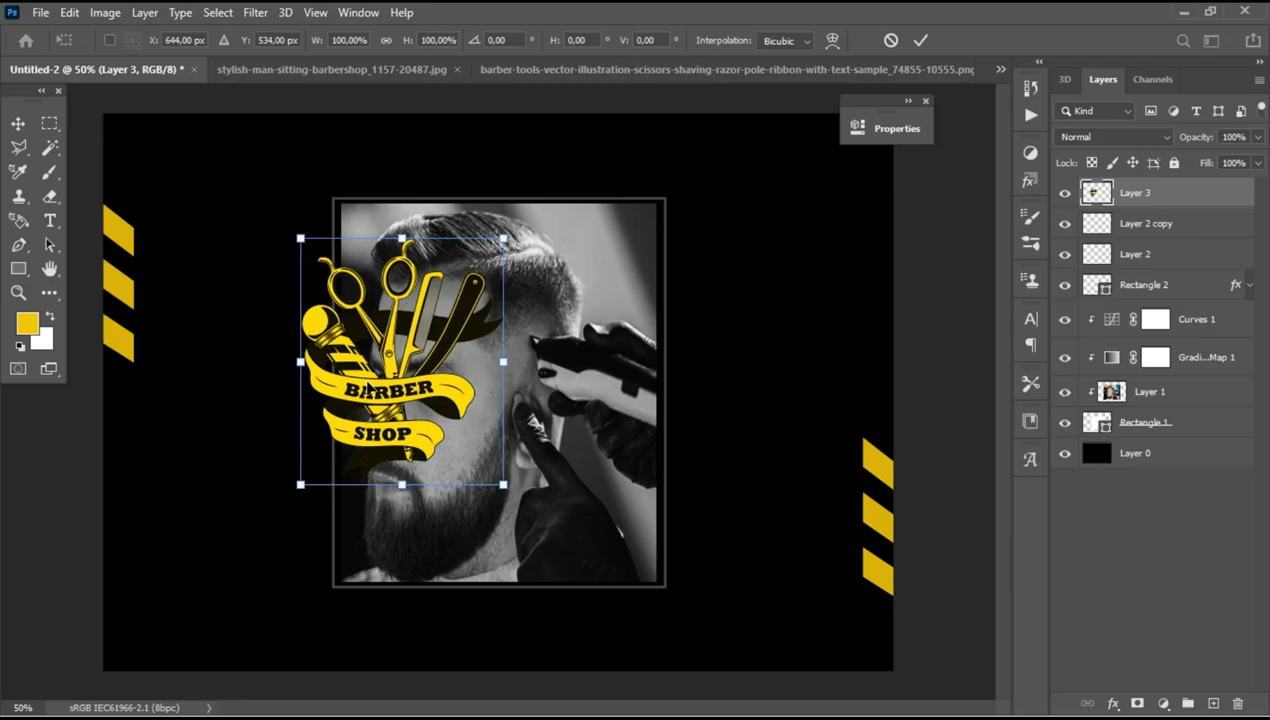 Ps File Edit Image Layer Type Select Filter 3D View Window Help
X: 644,00 px Y: 534,00 px W: 100,00% H: 100,00% 0,00 ° H: 0,00 ° V: 0,00 ° Interpolation: Bicubic
Untitled-2 @ 50% (Layer 3, RGB/8) * × stylish-man-sitting-barbershop_1157-20487.jpg × barber-tools-vector-illustration-scissors-shaving-razor-pole-ribbon-with-text-sample_74855-10555.png
3D Layers Channels
Kind
Properties
Normal Opacity: 100%
Lock: Fill: 100%
Layer 3
Layer 2 copy
Layer 2
Rectangle 2 fx
Curves 1
Gradi...Map 1
Layer 1
Rectangle 1
Layer 0
BARBER
SHOP
50% sRGB IEC61966-2.1 (8bpc)